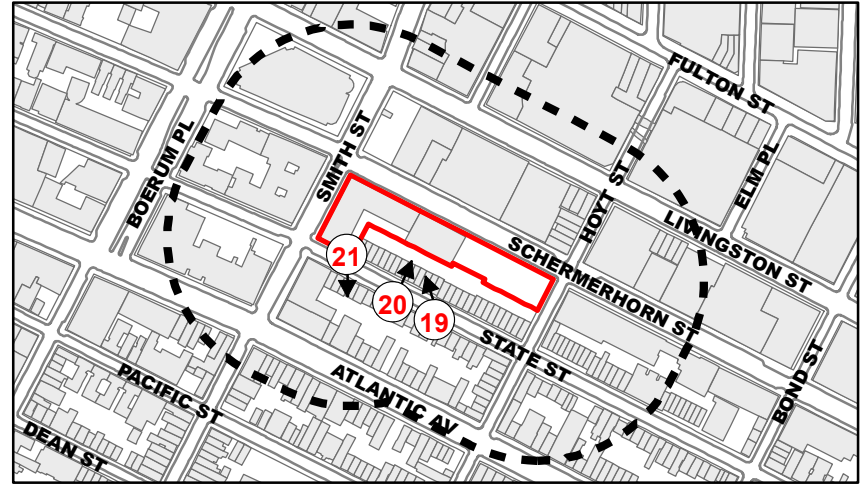 FULTON ST
SMITH ST
BOERUM PL
ELM PL
HOYT ST
LIVINGSTON ST
SCHERMERHORN ST
21
20
19
STATE ST
BOND ST
ATLANTIC AV
PACIFIC ST
DEAN ST